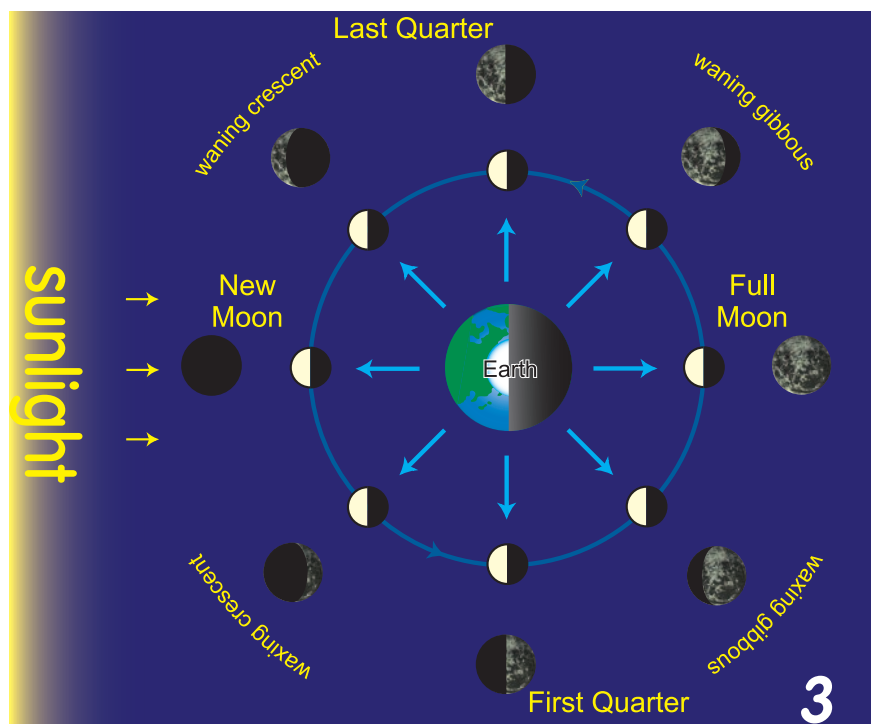 Last Quarter
waning crescent
waning gibbous
sunlight
New
Moon
Full
Moon
Earth
waxing crescent
waxing gibbous
First Quarter
3